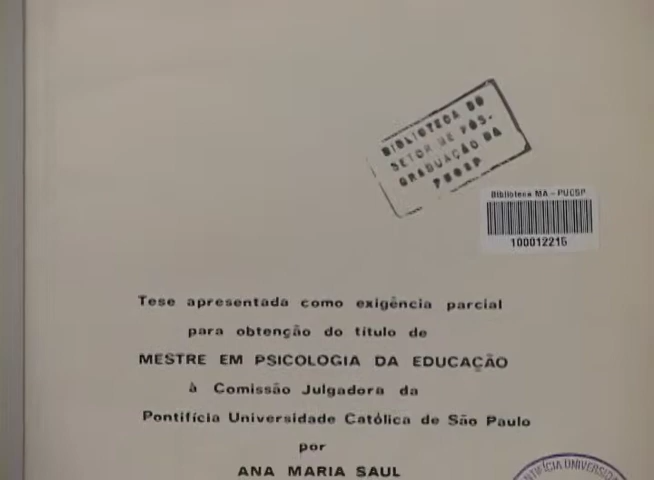 BIBLIOTECA DO
SETOR DE PÓS-
GRADUAÇÃO DA
PUCSP
Biblioteca MA - PUCSP
100012215
Tese apresentada como exigência parcial
para obtenção do título de
MESTRE EM PSICOLOGIA DA EDUCAÇÃO
à Comissão Julgadora da
Pontifícia Universidade Católica de São Paulo
por
ANA MARIA SAUL